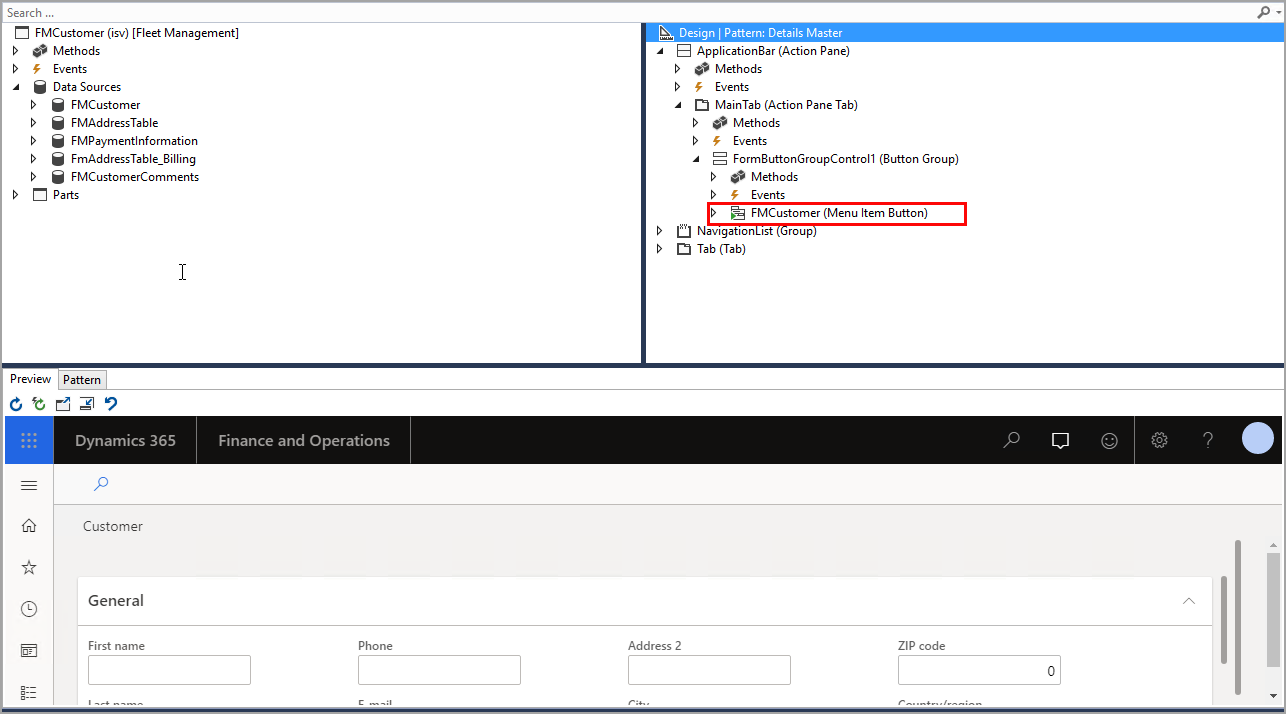 Search ...
FMCustomer (isv) [Fleet Management]
Methods
Events
Data Sources
FMCustomer
FMAddressTable
FMPaymentInformation
FmAddressTable_Billing
FMCustomerComments
Parts
Design | Pattern: Details Master
ApplicationBar (Action Pane)
Methods
Events
MainTab (Action Pane Tab)
Methods
Events
FormButtonGroupControl1 (Button Group)
Methods
Events
FMCustomer (Menu Item Button)
NavigationList (Group)
Tab (Tab)
Preview Pattern
Dynamics 365 Finance and Operations
Customer
General
First name Phone Address 2 ZIP code
0
Last name E-mail City Country/region